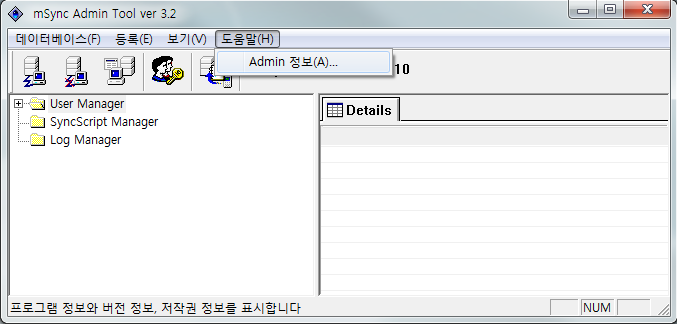 mSync Admin Tool ver 3.2
데이터베이스(F) 등록(E) 보기(V) 도움말(H)
Admin 정보(A)...
10
User Manager
SyncScript Manager
Log Manager
Details
프로그램 정보와 버전 정보, 저작권 정보를 표시합니다
NUM